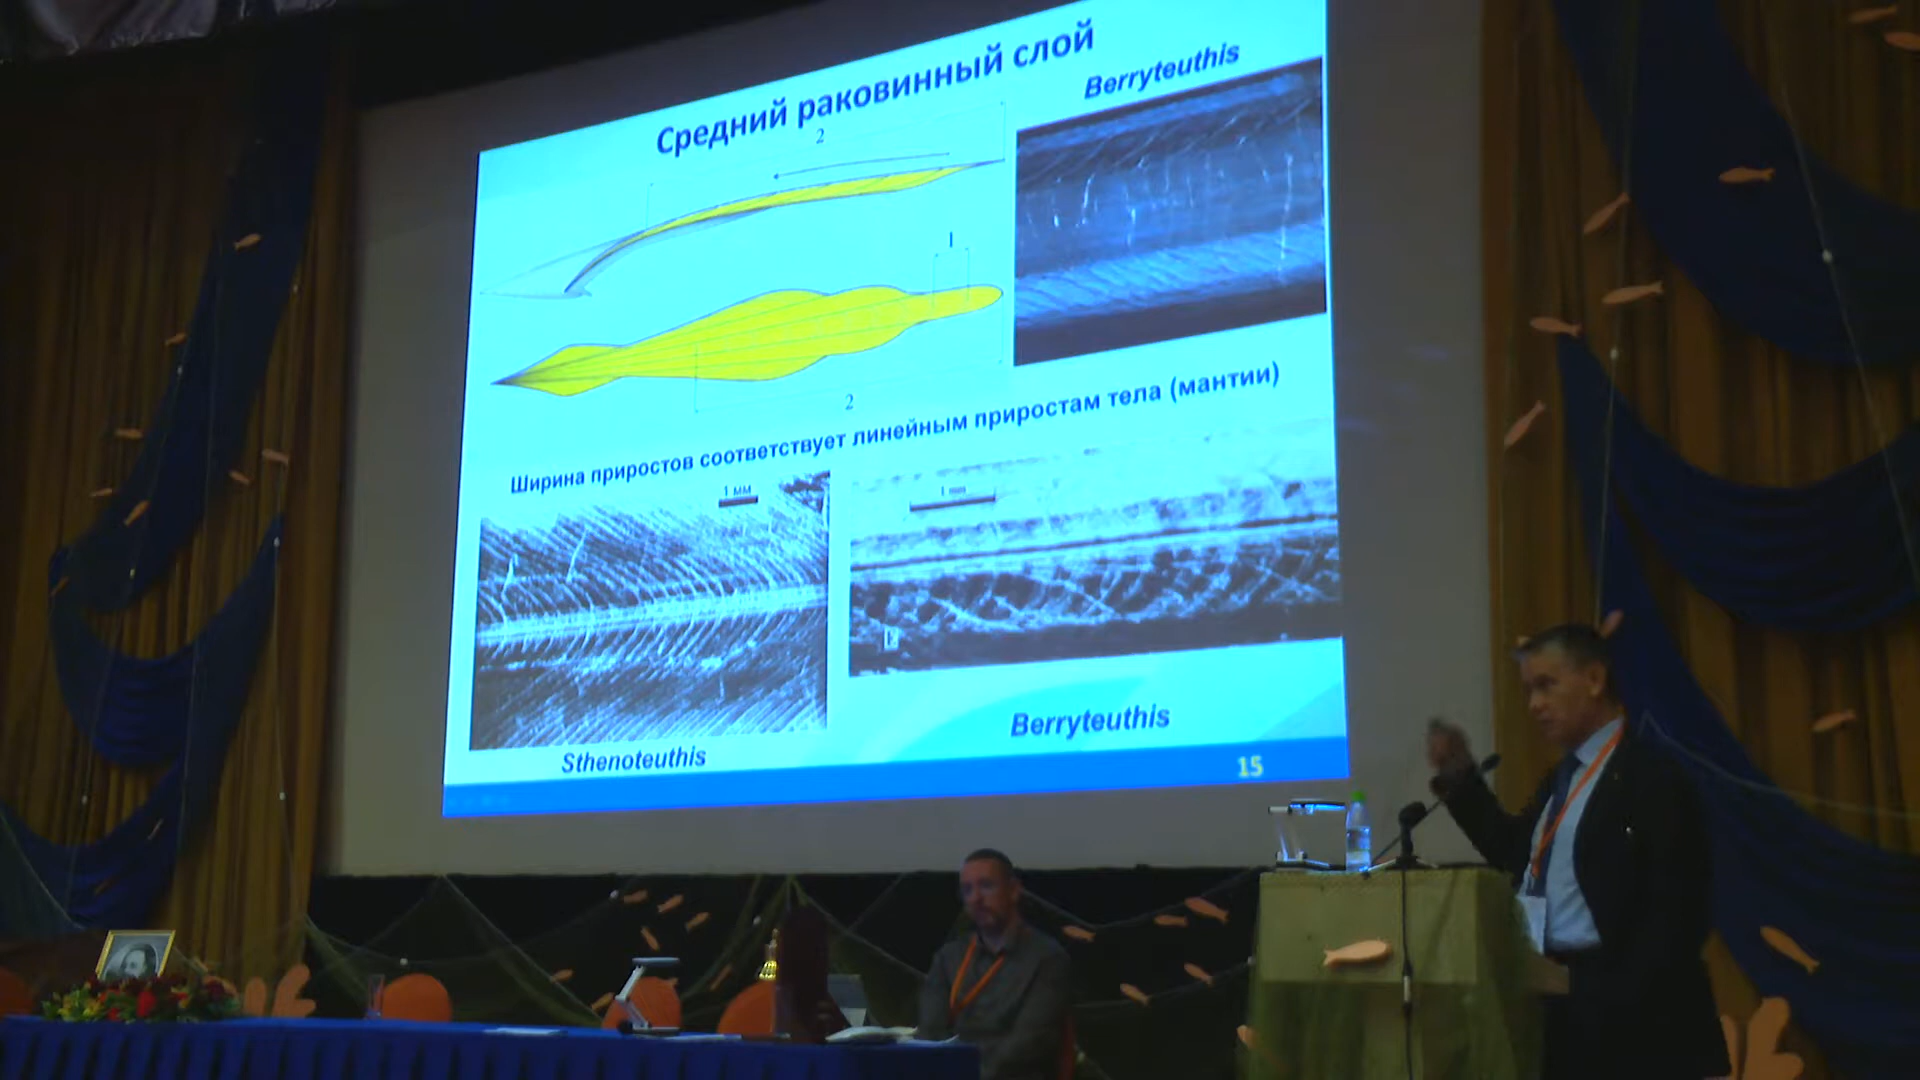 Средний раковинный слой
Berryteuthis
2
1
2
Ширина приростов соответствует линейным приростам тела (мантии)
1 мм
1 mm
Sthenoteuthis
Berryteuthis
15